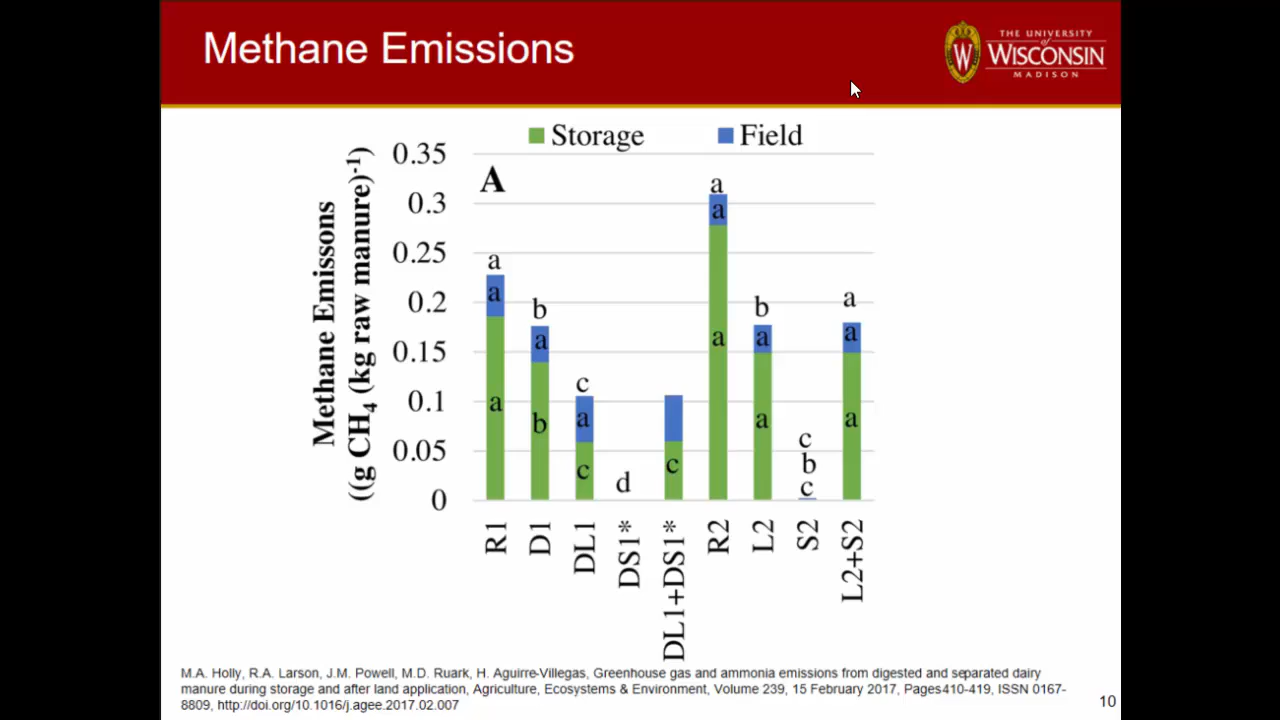 Methane Emissions
THE UNIVERSITY
of
WISCONSIN
MADISON
W
Storage
Field
A
Methane Emissons
((g CH4 (kg raw manure)-1)
0.35
0.3
0.25
0.2
0.15
0.1
0.05
0
a
a
a
b
a
b
c
a
c
d
c
a
a
a
b
a
a
c
b
c
a
a
a
R1
D1
DL1
DS1*
DL1+DS1*
R2
L2
S2
L2+S2
M.A. Holly, R.A. Larson, J.M. Powell, M.D. Ruark, H. Aguirre-Villegas, Greenhouse gas and ammonia emissions from digested and separated dairy
manure during storage and after land application, Agriculture, Ecosystems & Environment, Volume 239, 15 February 2017, Pages 410-419, ISSN 0167-
8809, http://doi.org/10.1016/j.agee.2017.02.007
10